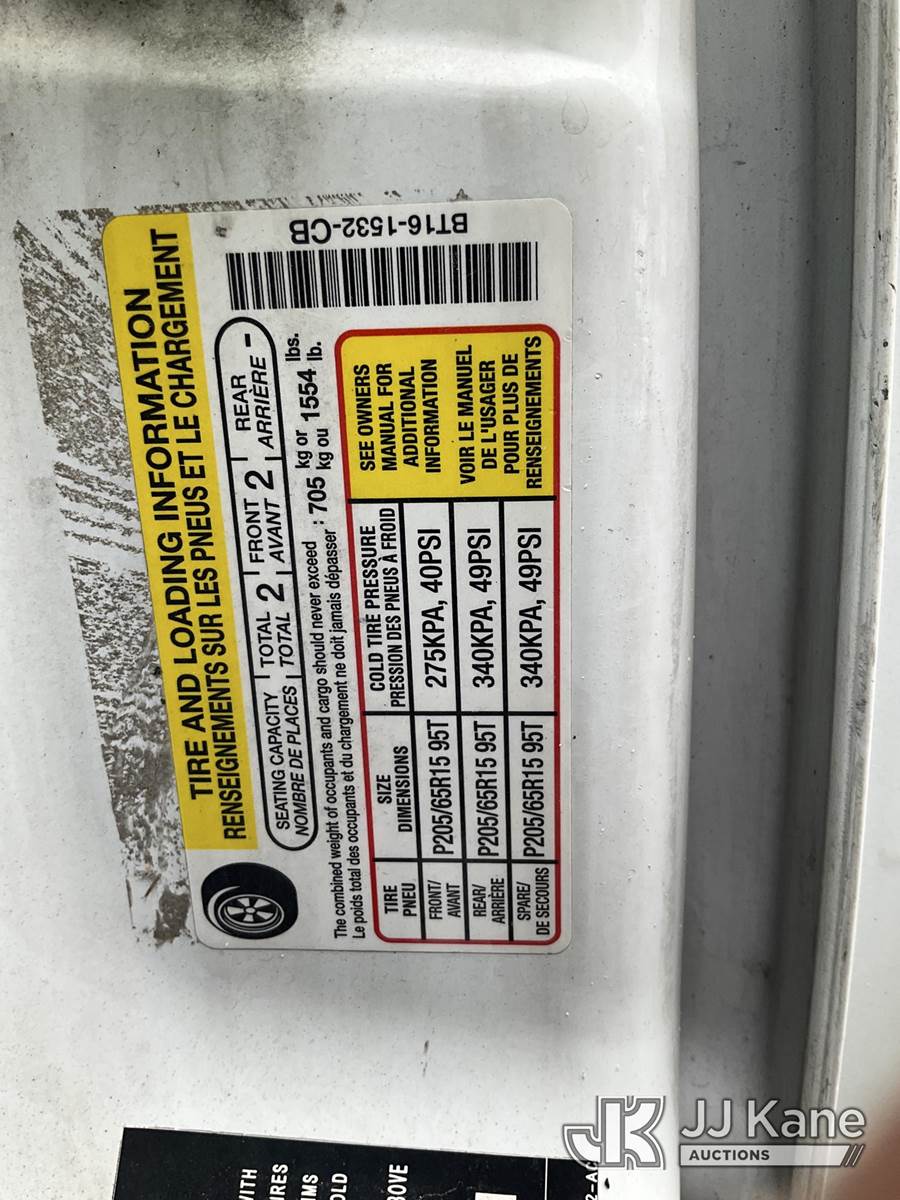 TIRE AND LOADING INFORMATION
RENSEIGNEMENTS SUR LES PNEUS ET LE CHARGEMENT
SEATING CAPACITY TOTAL 2 FRONT 2 REAR -
NOMBRE DE PLACES TOTAL AVANT ARRIÈRE
The combined weight of occupants and cargo should never exceed : 705 kg or 1554 lbs.
Le poids total des occupants et du chargement ne doit jamais dépasser kg ou lb.
TIRE SIZE COLD TIRE PRESSURE
PNEU DIMENSIONS PRESSION DES PNEUS À FROID
FRONT/
AVANT P205/65R15 95T 275KPA, 40PSI
REAR/
ARRIÈRE P205/65R15 95T 340KPA, 49PSI
SPARE/
DE SECOURS P205/65R15 95T 340KPA, 49PSI
SEE OWNERS
MANUAL FOR
ADDITIONAL
INFORMATION
VOIR LE MANUEL
DE L'USAGER
POUR PLUS DE
RENSEIGNEMENTS
BT16-1532-CB
JJ Kane
AUCTIONS